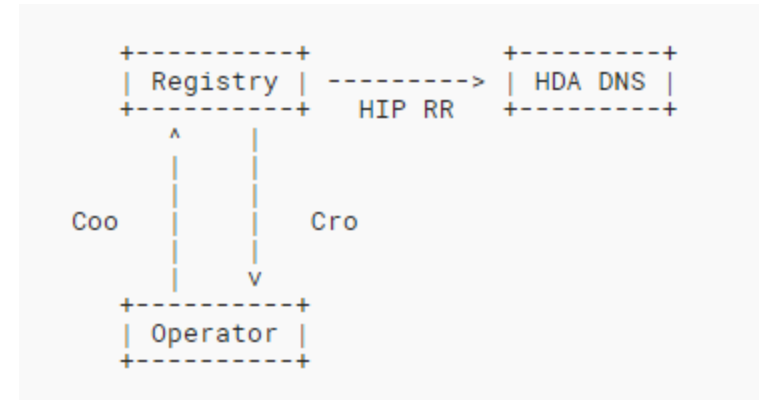 +----------+            +---------+
| Registry | ---------> | HDA DNS |
+----------+   HIP RR   +---------+
   ^    |
   |    |
   |    |
Coo   |    |   Cro
   |    |
   |    v
+----------+
| Operator |
+----------+